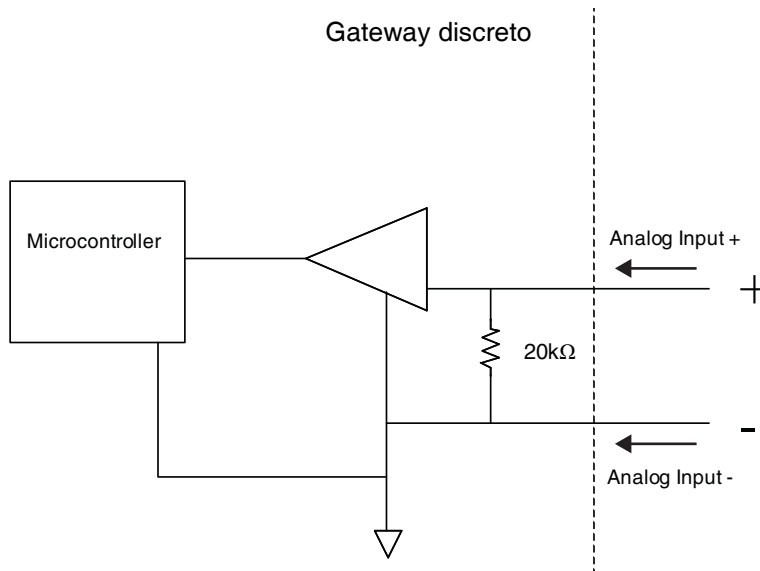 Gateway discreto
Microcontroller
Analog Input +
+
20kΩ
-
Analog Input -